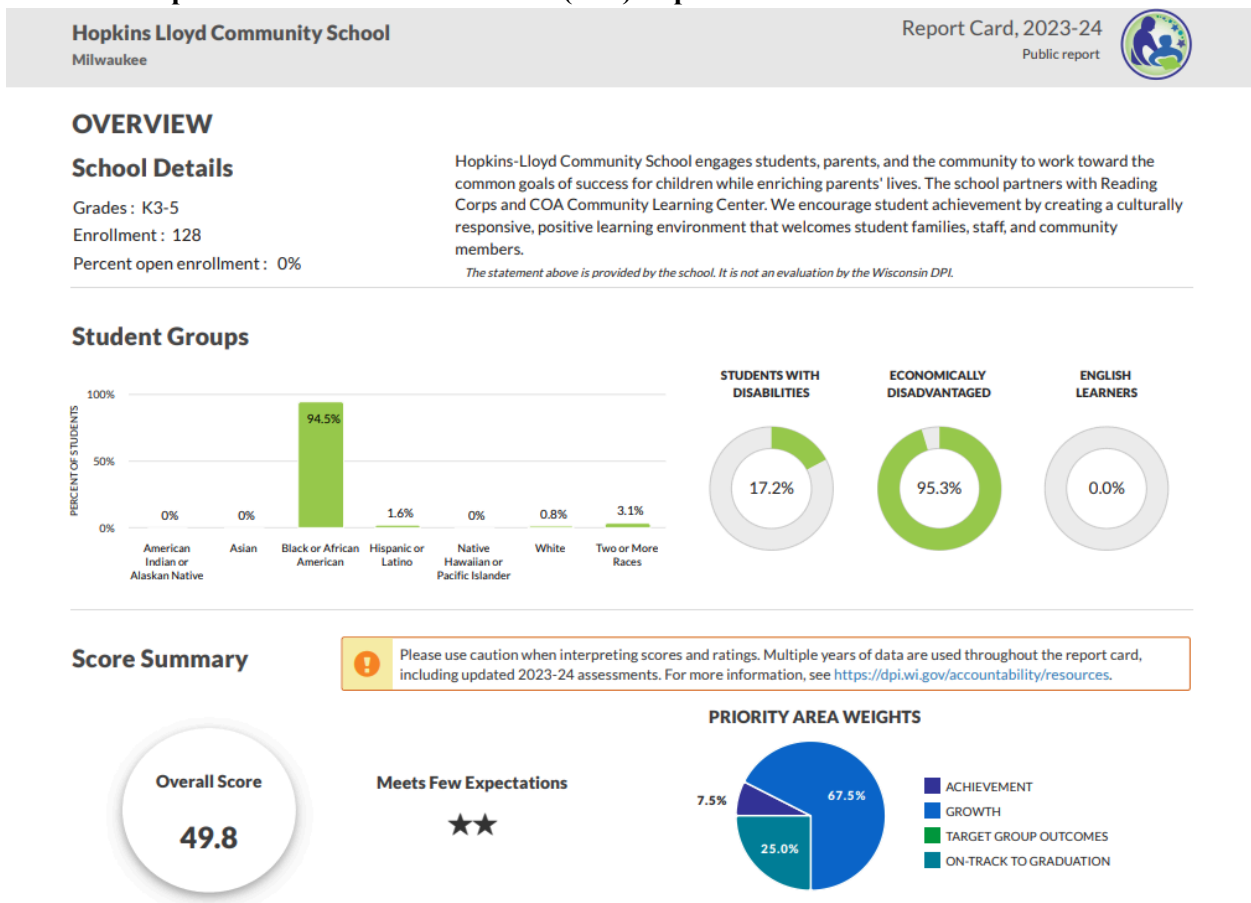 Hopkins Lloyd Community School
Milwaukee
Report Card, 2023-24
Public report
OVERVIEW
School Details
Grades : K3-5
Enrollment : 128
Percent open enrollment : 0%
Hopkins-Lloyd Community School engages students, parents, and the community to work toward the
common goals of success for children while enriching parents' lives. The school partners with Reading
Corps and COA Community Learning Center. We encourage student achievement by creating a culturally
responsive, positive learning environment that welcomes student families, staff, and community
members.
The statement above is provided by the school. It is not an evaluation by the Wisconsin DPI.
Student Groups
PERCENT OF STUDENTS
100%
50%
0%
0%
0%
94.5%
1.6%
0%
0.8%
3.1%
American
Indian or
Alaskan Native
Asian
Black or African
American
Hispanic or
Latino
Native
Hawaiian or
Pacific Islander
White
Two or More
Races
STUDENTS WITH
DISABILITIES
17.2%
ECONOMICALLY
DISADVANTAGED
95.3%
ENGLISH
LEARNERS
0.0%
Score Summary
Please use caution when interpreting scores and ratings. Multiple years of data are used throughout the report card,
including updated 2023-24 assessments. For more information, see https://dpi.wi.gov/accountability/resources.
Overall Score
49.8
Meets Few Expectations
PRIORITY AREA WEIGHTS
7.5%
67.5%
25.0%
ACHIEVEMENT
GROWTH
TARGET GROUP OUTCOMES
ON-TRACK TO GRADUATION